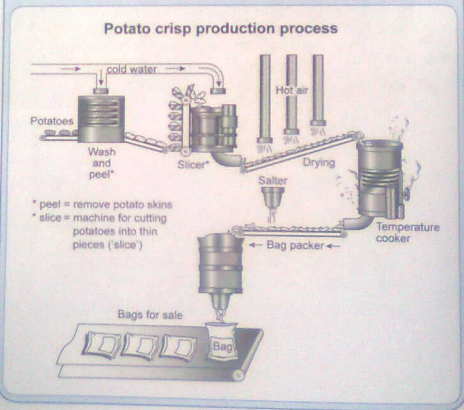 Potato crisp production process
cold water
Hot air
Potatoes
Wash
and
peel*
Slicer*
Drying
Salter
* peel = remove potato skins
* slice = machine for cutting
potatoes into thin
pieces ('slice')
Temperature
cooker
Bag packer
Bags for sale
Bag